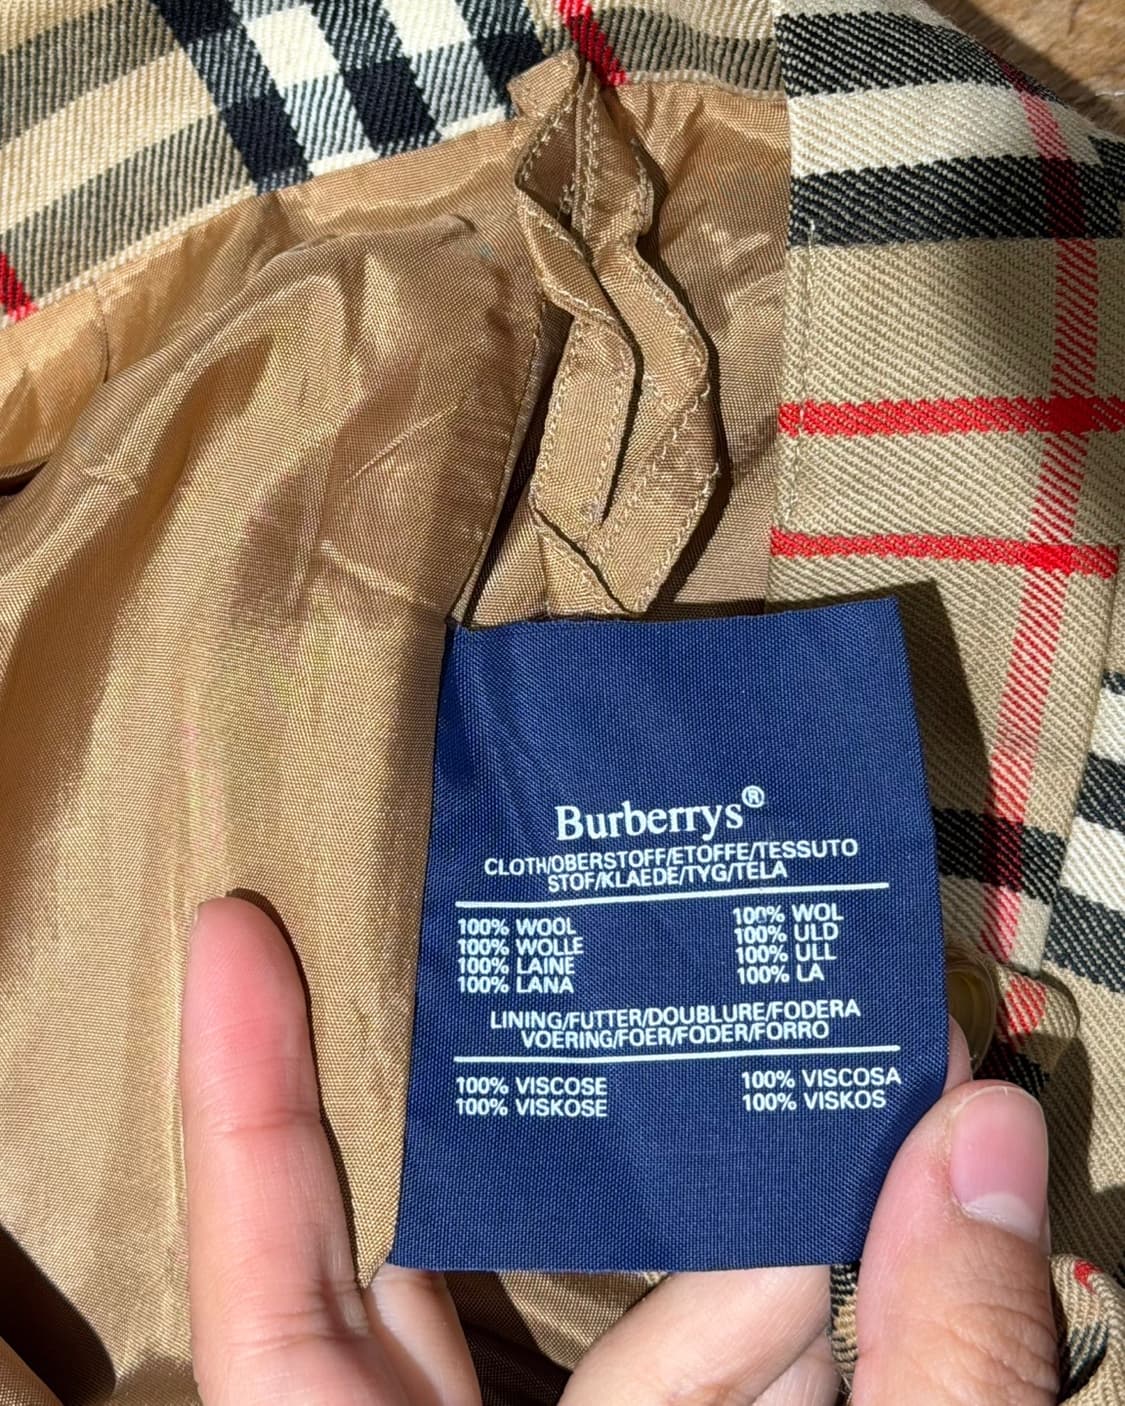 Burberrys®
CLOTH/OBERSTOFF/ETOFFE/TESSUTO
STOF/KLAEDE/TYG/TELA
100% WOOL 100% WOL
100% WOLLE 100% ULD
100% LAINE 100% ULL
100% LANA 100% LA
LINING/FUTTER/DOUBLURE/FODERA
VOERING/FOER/FODER/FORRO
100% VISCOSE 100% VISCOSA
100% VISKOSE 100% VISKOS